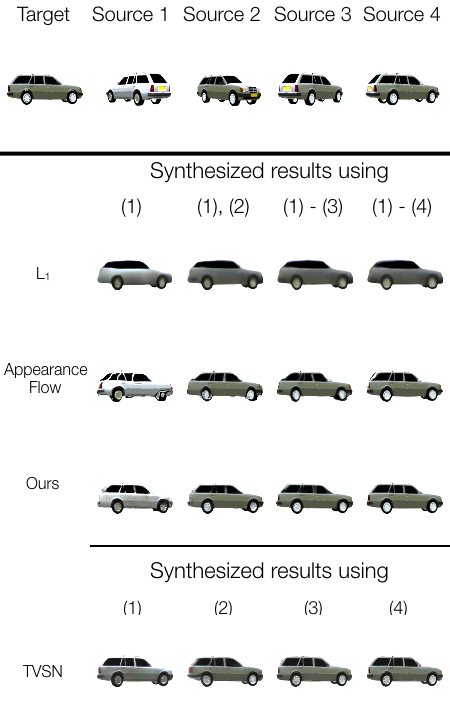 Target Source 1 Source 2 Source 3 Source 4
Synthesized results using
(1) (1), (2) (1) - (3) (1) - (4)
L₁
Appearance
Flow
Ours
Synthesized results using
(1) (2) (3) (4)
TVSN